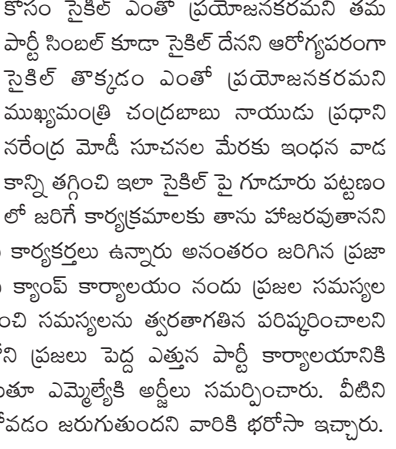 కోసం సైకిల్ ఎంతో ప్రయోజనకరమని తమ
పార్టీ సింబల్ కూడా సైకిల్ దేనని ఆరోగ్యపరంగా
సైకిల్ తొక్కడం ఎంతో ప్రయోజనకరమని
ముఖ్యమంత్రి చంద్రబాబు నాయుడు ప్రధాని
నరేంద్ర మోడీ సూచనల మేరకు ఇంధన వాడ
కాన్ని తగ్గించి ఇలా సైకిల్ పై గూడూరు పట్టణం
లో జరిగే కార్యక్రమాలకు తాను హాజరవుతానని
కార్యకర్తలు ఉన్నారు అనంతరం జరిగిన ప్రజా
క్యాంప్ కార్యాలయం నందు ప్రజల సమస్యల
సమస్యలను త్వరతాగతిన పరిష్కరించాలని
ప్రజలు పెద్ద ఎత్తున పార్టీ కార్యాలయానికి
ఎమ్మెల్యేకి అర్జీలు సమర్పించారు. వీటిని
జరుగుతుందని వారికి భరోసా ఇచ్చారు.